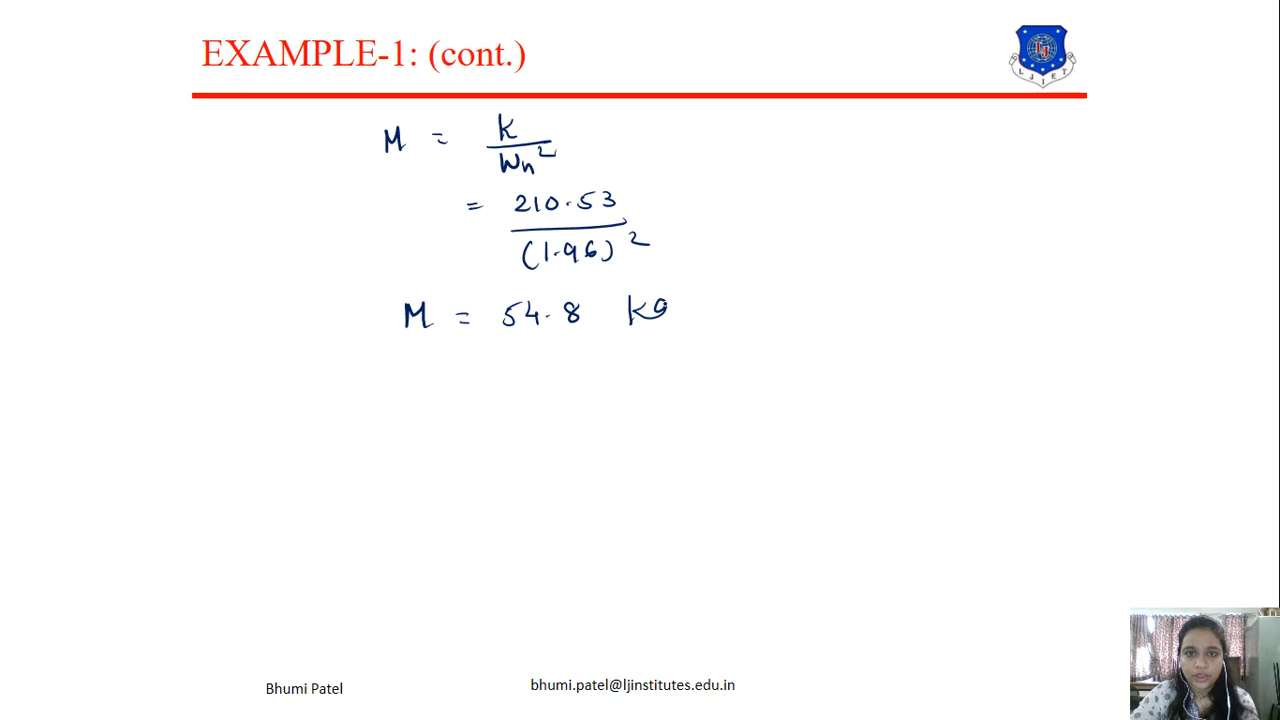 EXAMPLE-1: (cont.)
LJIET
M = K
Wn²
= 210.53
(1.96)²
M = 54.8 Kg
Bhumi Patel
bhumi.patel@ljinstitutes.edu.in